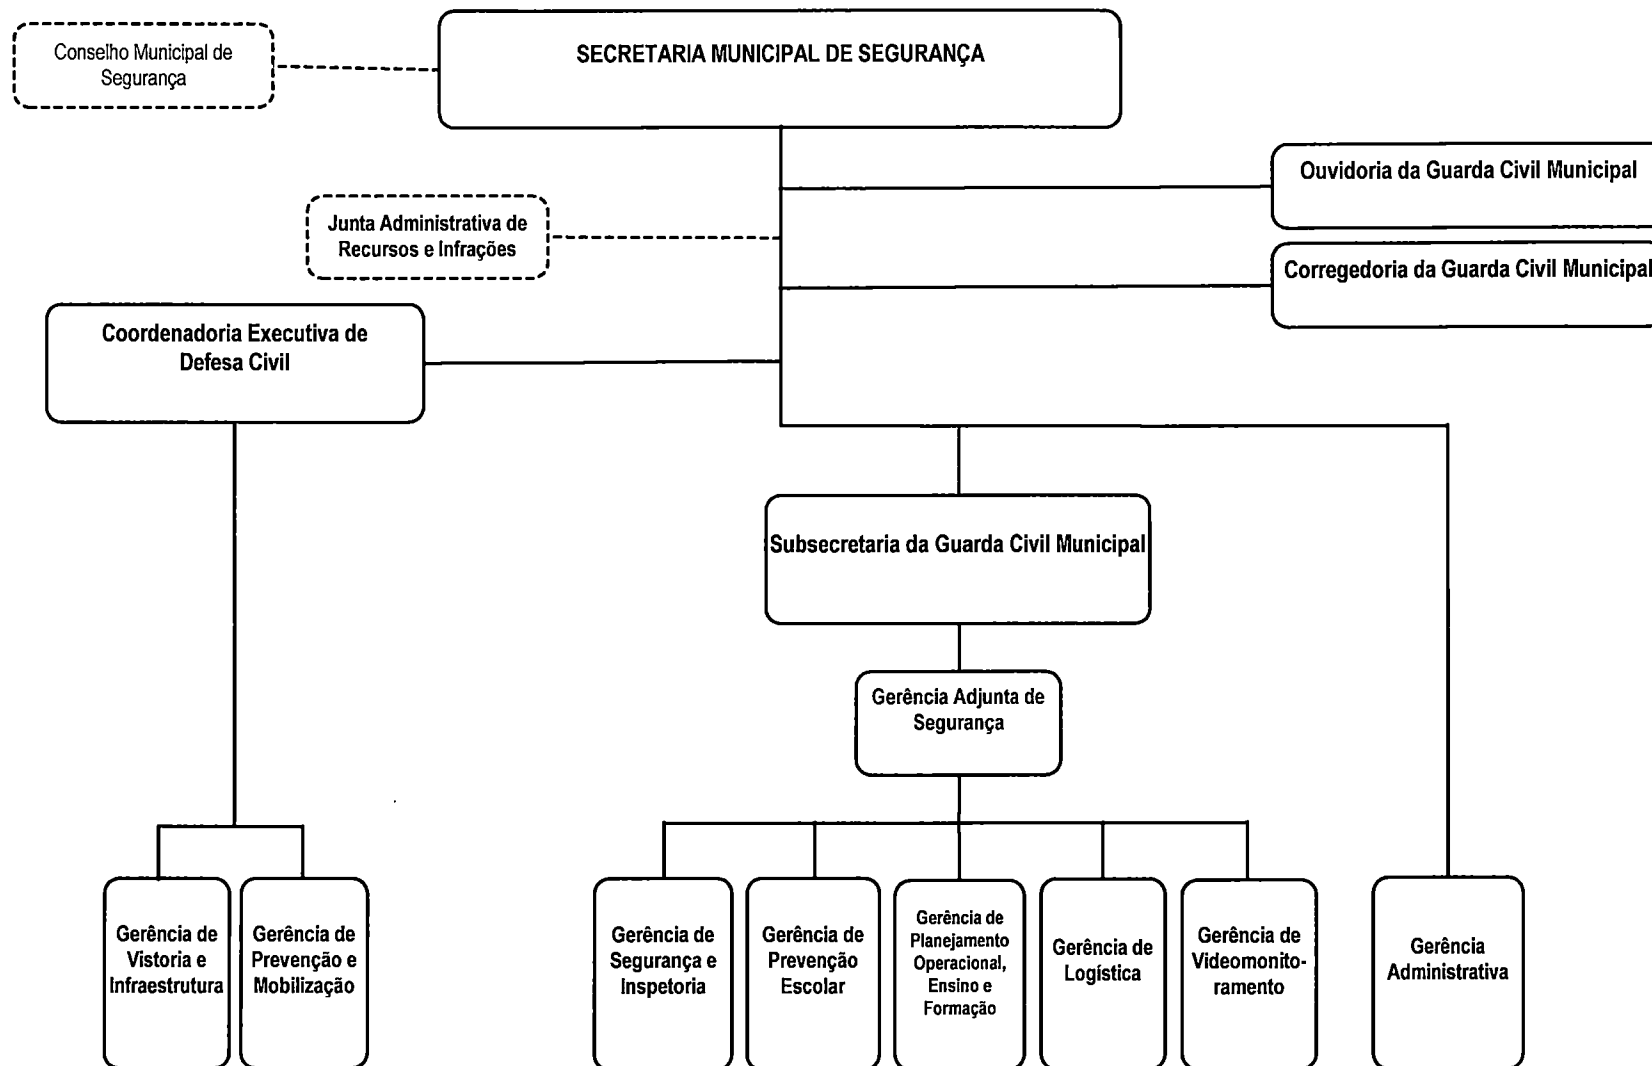 Conselho Municipal de
Segurança
SECRETARIA MUNICIPAL DE SEGURANÇA
Ouvidoria da Guarda Civil Municipal
Junta Administrativa de
Recursos e Infrações
Corregedoria da Guarda Civil Municipal
Coordenadoria Executiva de
Defesa Civil
Subsecretaria da Guarda Civil Municipal
Gerência Adjunta de
Segurança
Gerência de
Vistoria e
Infraestrutura
Gerência de
Prevenção e
Mobilização
Gerência de
Segurança e
Inspetoria
Gerência de
Prevenção
Escolar
Gerência de
Planejamento
Operacional,
Ensino e
Formação
Gerência de
Logística
Gerência de
Videomonito-
ramento
Gerência
Administrativa